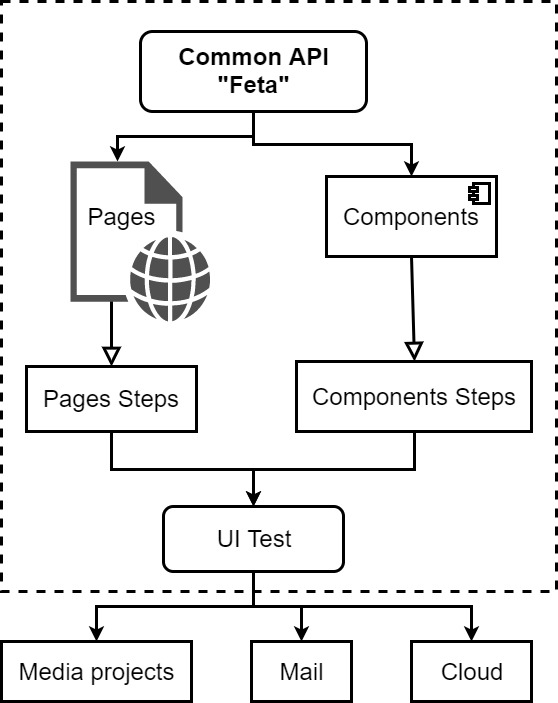 Common API
"Feta"
Pages
Components
Pages Steps
Components Steps
UI Test
Media projects
Mail
Cloud